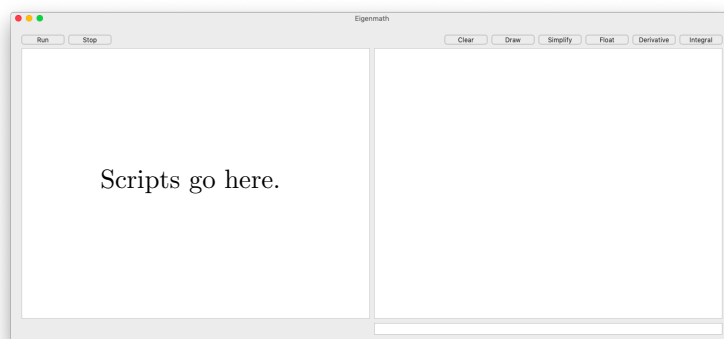 Eigenmath
Run Stop Clear Draw Simplify Float Derivative Integral
Scripts go here.